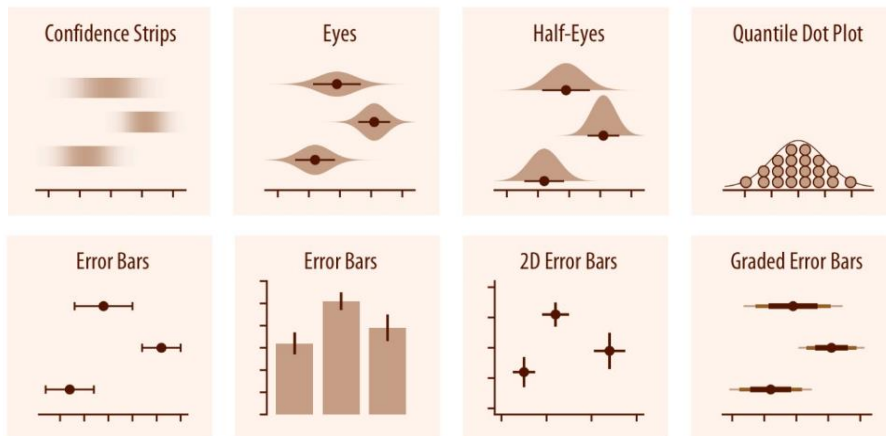 Confidence Strips
Eyes
Half-Eyes
Quantile Dot Plot
Error Bars
Error Bars
2D Error Bars
Graded Error Bars